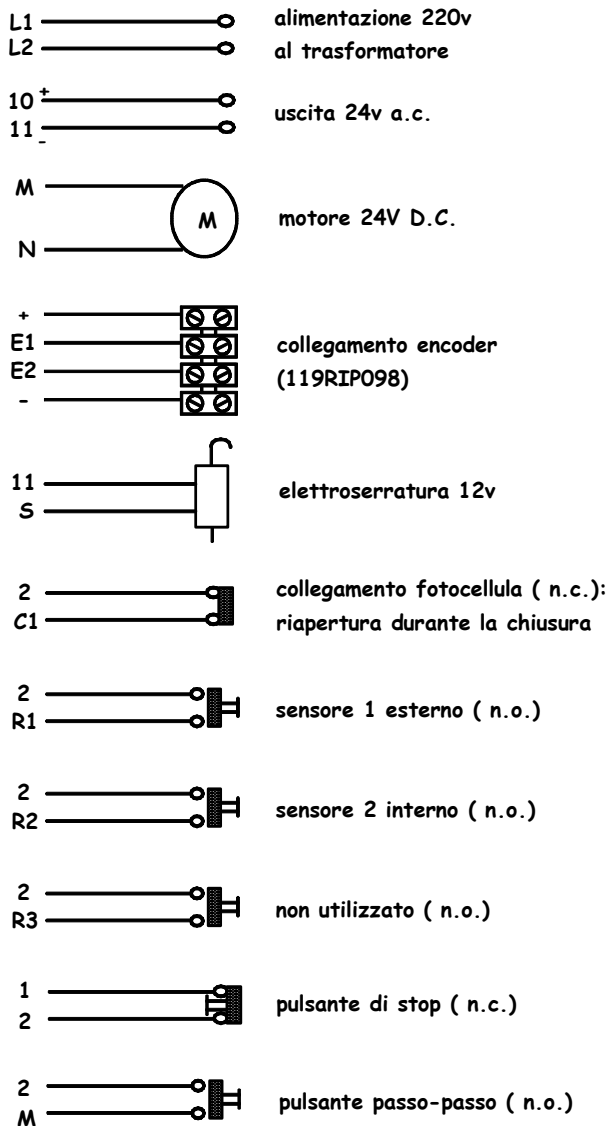 L1 alimentazione 220v
L2 al trasformatore
10 +
uscita 24v a.c.
11 -
M
M motore 24V D.C.
N
+
E1 collegamento encoder
E2 (119RIP098)
-
11 elettroserratura 12v
S
2 collegamento fotocellula ( n.c.):
C1 riapertura durante la chiusura
2
R1 sensore 1 esterno ( n.o.)
2
R2 sensore 2 interno ( n.o.)
2
R3 non utilizzato ( n.o.)
1
pulsante di stop ( n.c.)
2
2
pulsante passo-passo ( n.o.)
M